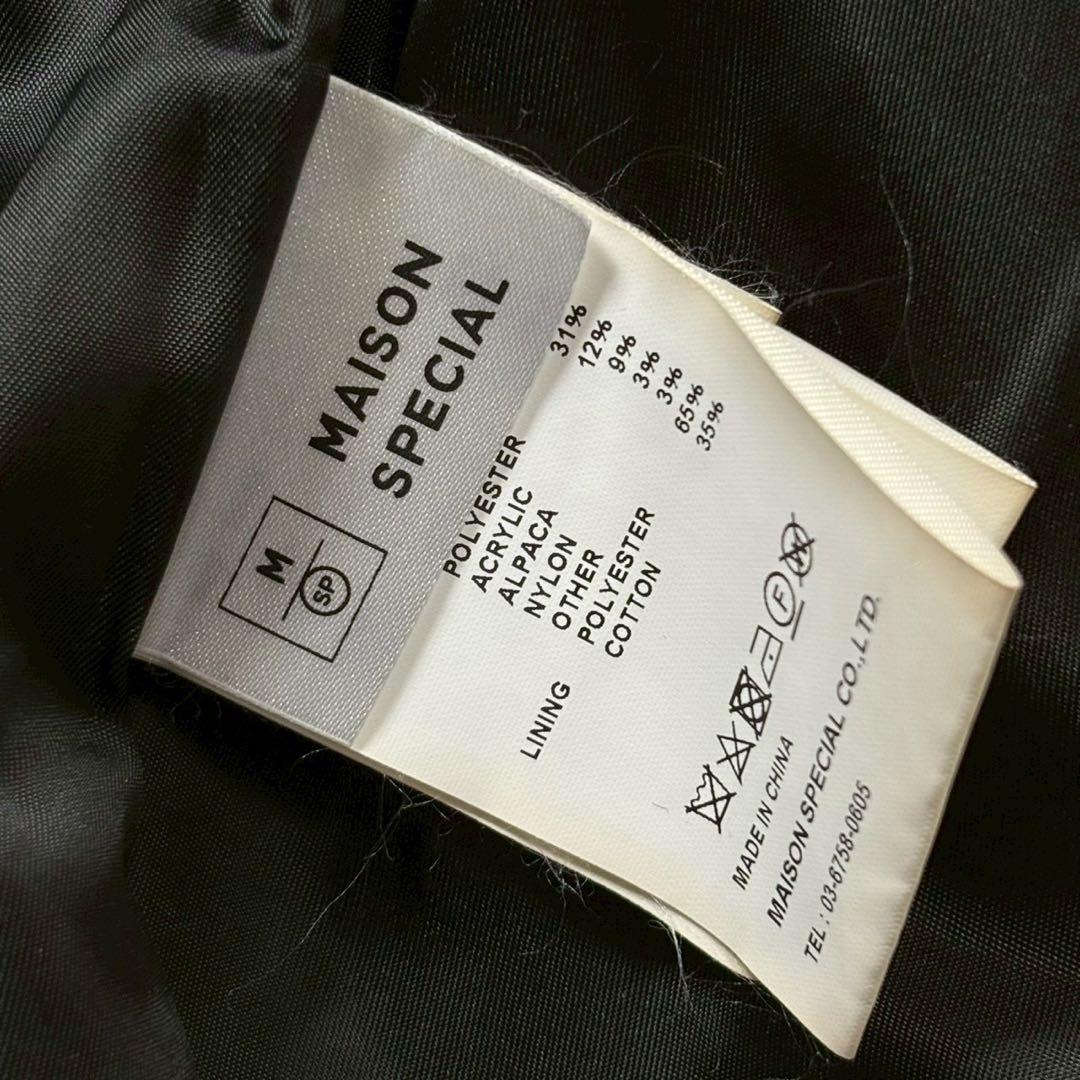 MAISON
SPECIAL
M
SP
POLYESTER 31%
ACRYLIC 12%
ALPACA 9%
NYLON 3%
OTHER 3%
LINING POLYESTER 65%
COTTON 35%
F W
MADE IN CHINA
MAISON SPECIAL CO.,LTD.
TEL : 03-6758-0605